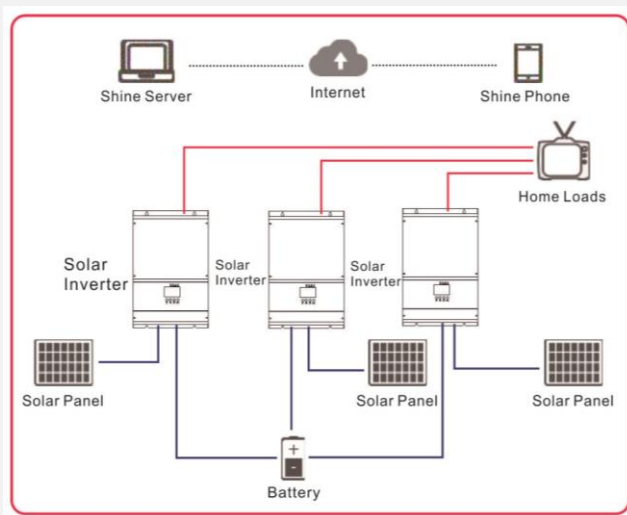 Shine Server
Internet
Shine Phone
Home Loads
Solar
Inverter
Solar
Inverter
Solar
Inverter
Solar Panel
Solar Panel
Solar Panel
+
-
Battery